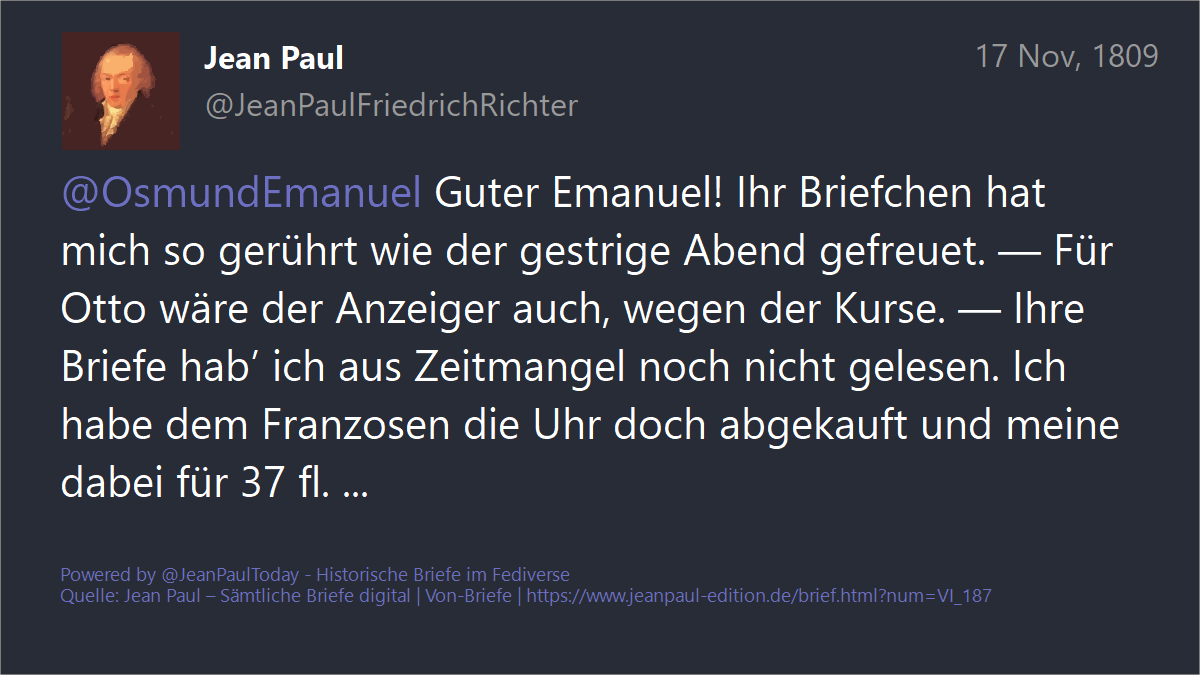 Jean Paul
17 Nov, 1809
@JeanPaulFriedrichRichter
@OsmundEmanuel Guter Emanuel! Ihr Briefchen hat
mich so gerührt wie der gestrige Abend gefreuet. — Für
Otto wäre der Anzeiger auch, wegen der Kurse. — Ihre
Briefe hab’ ich aus Zeitmangel noch nicht gelesen. Ich
habe dem Franzosen die Uhr doch abgekauft und meine
dabei für 37 fl. ...
Powered by @JeanPaulToday - Historische Briefe im Fediverse
Quelle: Jean Paul – Sämtliche Briefe digital | Von-Briefe | https://www.jeanpaul-edition.de/brief.html?num=VI_187